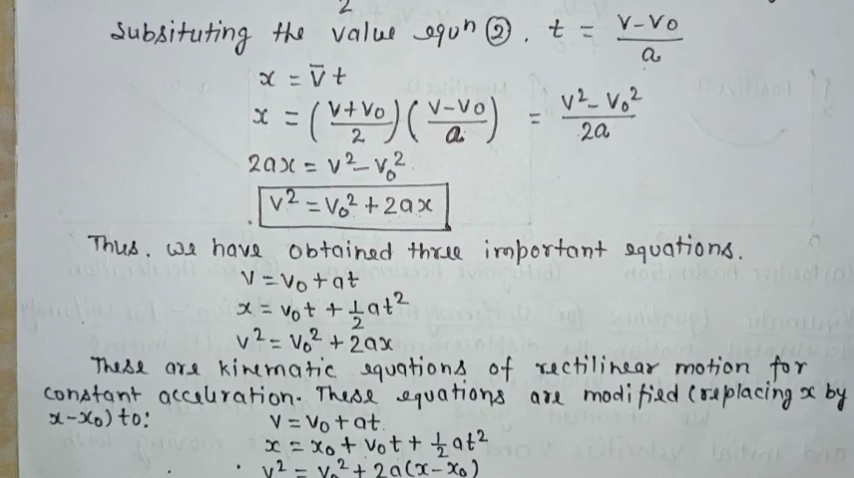 2
Subsituting the value equn ②. t = (v-v₀)/a
x = v̄ t
x = ((v+v₀)/2) ((v-v₀)/a) = (v²-v₀²)/2a
2ax = v²-v₀²
v² = v₀² + 2ax
Thus, we have obtained three important equations.
v = v₀ + at
x = v₀t + ½at²
v² = v₀² + 2ax
These are kinematic equations of rectilinear motion for
constant acceleration. These equations are modified (replacing x by
x-x₀) to: v = v₀ + at.
x = x₀ + v₀t + ½ at²
v² = v₀² + 2a(x-x₀)